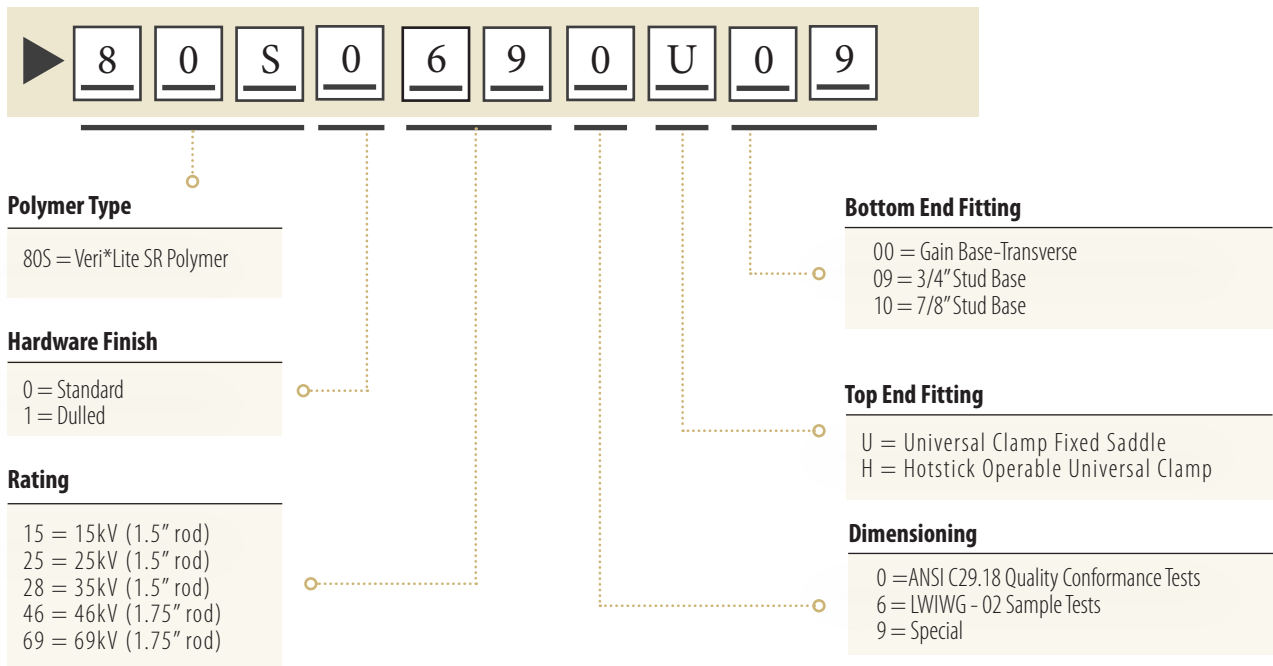 8 0 S 0 6 9 0 U 0 9
Polymer Type
80S = Veri*Lite SR Polymer
Hardware Finish
0 = Standard
1 = Dulled
Rating
15 = 15kV (1.5" rod)
25 = 25kV (1.5" rod)
28 = 35kV (1.5" rod)
46 = 46kV (1.75" rod)
69 = 69kV (1.75" rod)
Bottom End Fitting
00 = Gain Base-Transverse
09 = 3/4" Stud Base
10 = 7/8" Stud Base
Top End Fitting
U = Universal Clamp Fixed Saddle
H = Hotstick Operable Universal Clamp
Dimensioning
0 =ANSI C29.18 Quality Conformance Tests
6 = LWIWG - 02 Sample Tests
9 = Special